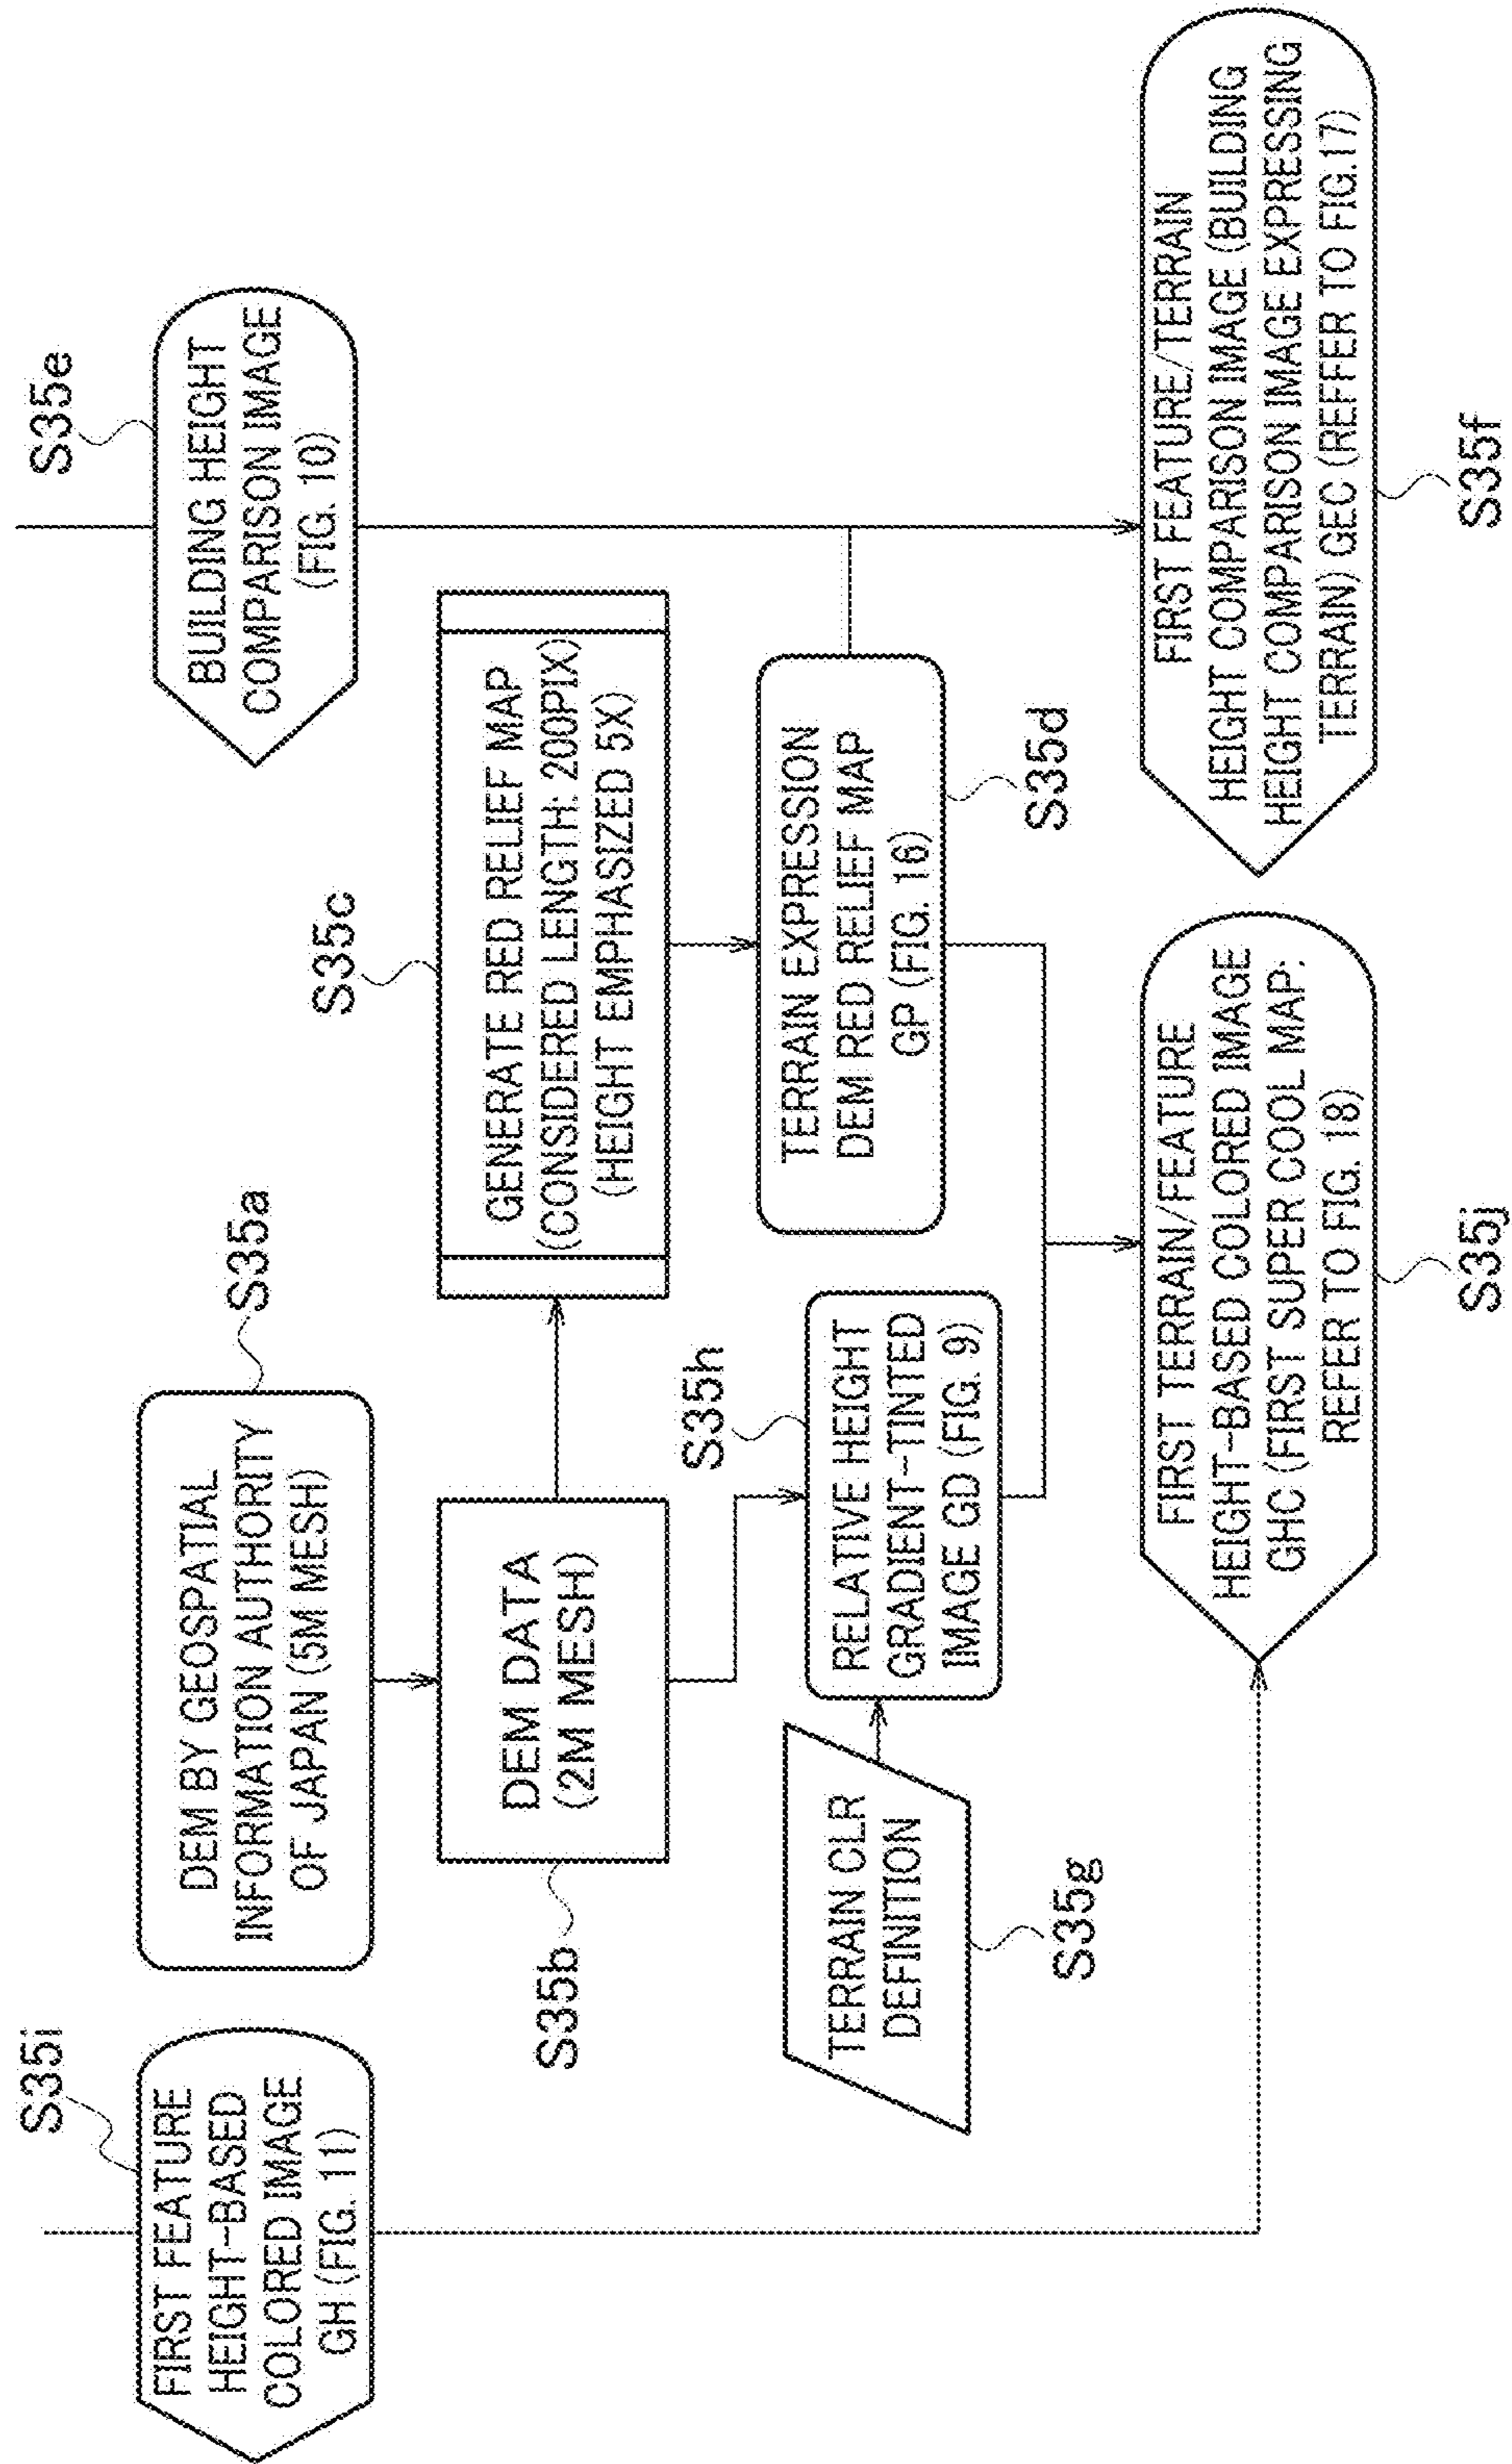 S35i
FIRST FEATURE
HEIGHT-BASED
COLORED IMAGE
GH (FIG. 11)
S35a
DEM BY GEOSPATIAL
INFORMATION AUTHORITY
OF JAPAN (5M MESH)
S35e
BUILDING HEIGHT
COMPARISON IMAGE
(FIG. 10)
S35b
DEM DATA
(2M MESH)
S35c
GENERATE RED RELIEF MAP
(CONSIDERED LENGTH: 200PIX)
(HEIGHT EMPHASIZED 5X)
S35g
TERRAIN CLR
DEFINITION
S35h
RELATIVE HEIGHT
GRADIENT-TINTED
IMAGE GD (FIG. 9)
TERRAIN EXPRESSION
DEM RED RELIEF MAP
GP (FIG. 16)
S35d
FIRST TERRAIN/FEATURE
HEIGHT-BASED COLORED IMAGE
GHC (FIRST SUPER COOL MAP:
REFER TO FIG. 18)
S35j
FIRST FEATURE/TERRAIN
HEIGHT COMPARISON IMAGE (BUILDING
HEIGHT COMPARISON IMAGE EXPRESSING
TERRAIN) GEC (REFFER TO FIG.17)
S35f